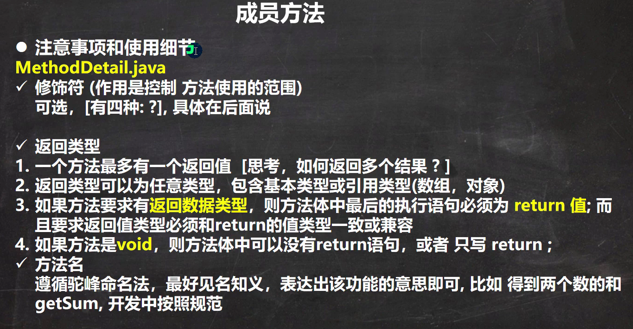 成员方法
● 注意事项和使用细节
MethodDetail.java
✓ 修饰符 (作用是控制 方法使用的范围)
可选，[有四种: ?], 具体在后面说
✓ 返回类型
1. 一个方法最多有一个返回值 [思考，如何返回多个结果 ? ]
2. 返回类型可以为任意类型，包含基本类型或引用类型(数组，对象)
3. 如果方法要求有返回数据类型，则方法体中最后的执行语句必须为 return 值; 而
且要求返回值类型必须和return的值类型一致或兼容
4. 如果方法是void，则方法体中可以没有return语句，或者 只写 return ;
✓ 方法名
遵循驼峰命名法，最好见名知义，表达出该功能的意思即可, 比如 得到两个数的和
getSum, 开发中按照规范